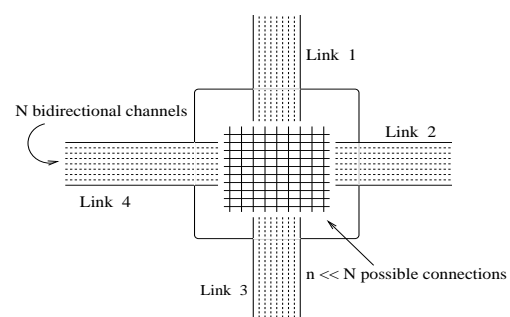 Link 1
N bidirectional channels
Link 2
Link 4
n << N possible connections
Link 3